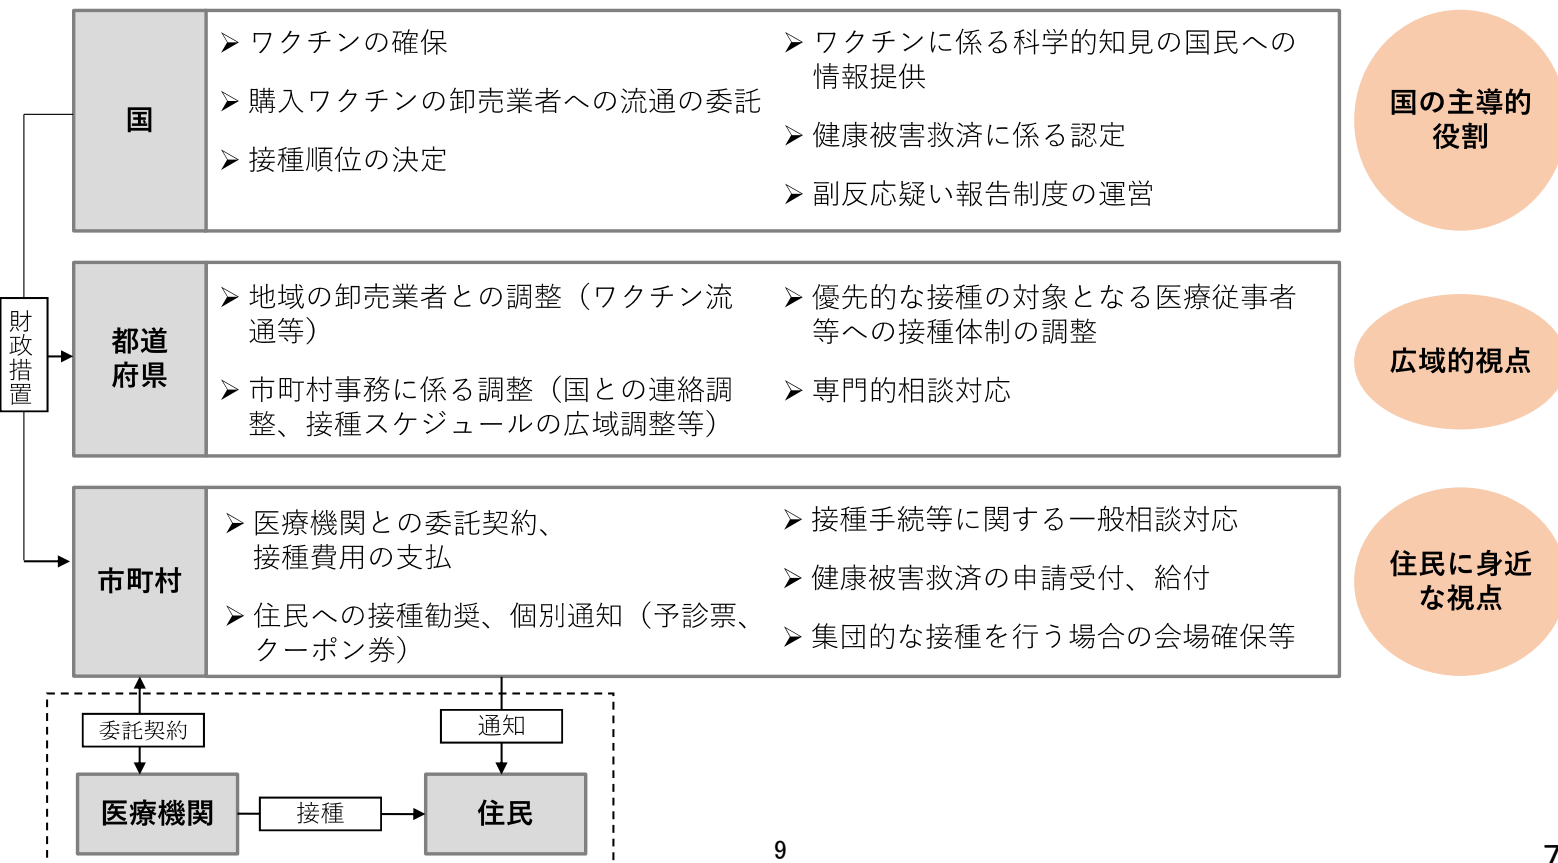 国
➢ ワクチンの確保
➢ 購入ワクチンの卸売業者への流通の委託
➢ 接種順位の決定
➢ ワクチンに係る科学的知見の国民への
情報提供
➢ 健康被害救済に係る認定
➢ 副反応疑い報告制度の運営
国の主導的
役割
財政措置
都道
府県
➢ 地域の卸売業者との調整（ワクチン流
通等）
➢ 市町村事務に係る調整（国との連絡調
整、接種スケジュールの広域調整等）
➢ 優先的な接種の対象となる医療従事者
等への接種体制の調整
➢ 専門的相談対応
広域的視点
市町村
➢ 医療機関との委託契約、
接種費用の支払
➢ 住民への接種勧奨、個別通知（予診票、
クーポン券）
➢ 接種手続等に関する一般相談対応
➢ 健康被害救済の申請受付、給付
➢ 集団的な接種を行う場合の会場確保等
住民に身近
な視点
委託契約
通知
医療機関
接種
住民
9
7